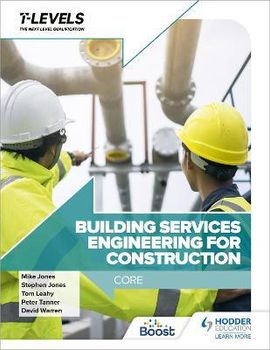 T-LEVELS
THE NEXT LEVEL QUALIFICATION
BUILDING SERVICES
ENGINEERING FOR
CONSTRUCTION
CORE
Mike Jones
Stephen Jones
Tom Leahy
Peter Tanner
David Warren
Boost
HODDER
EDUCATION
LEARN MORE